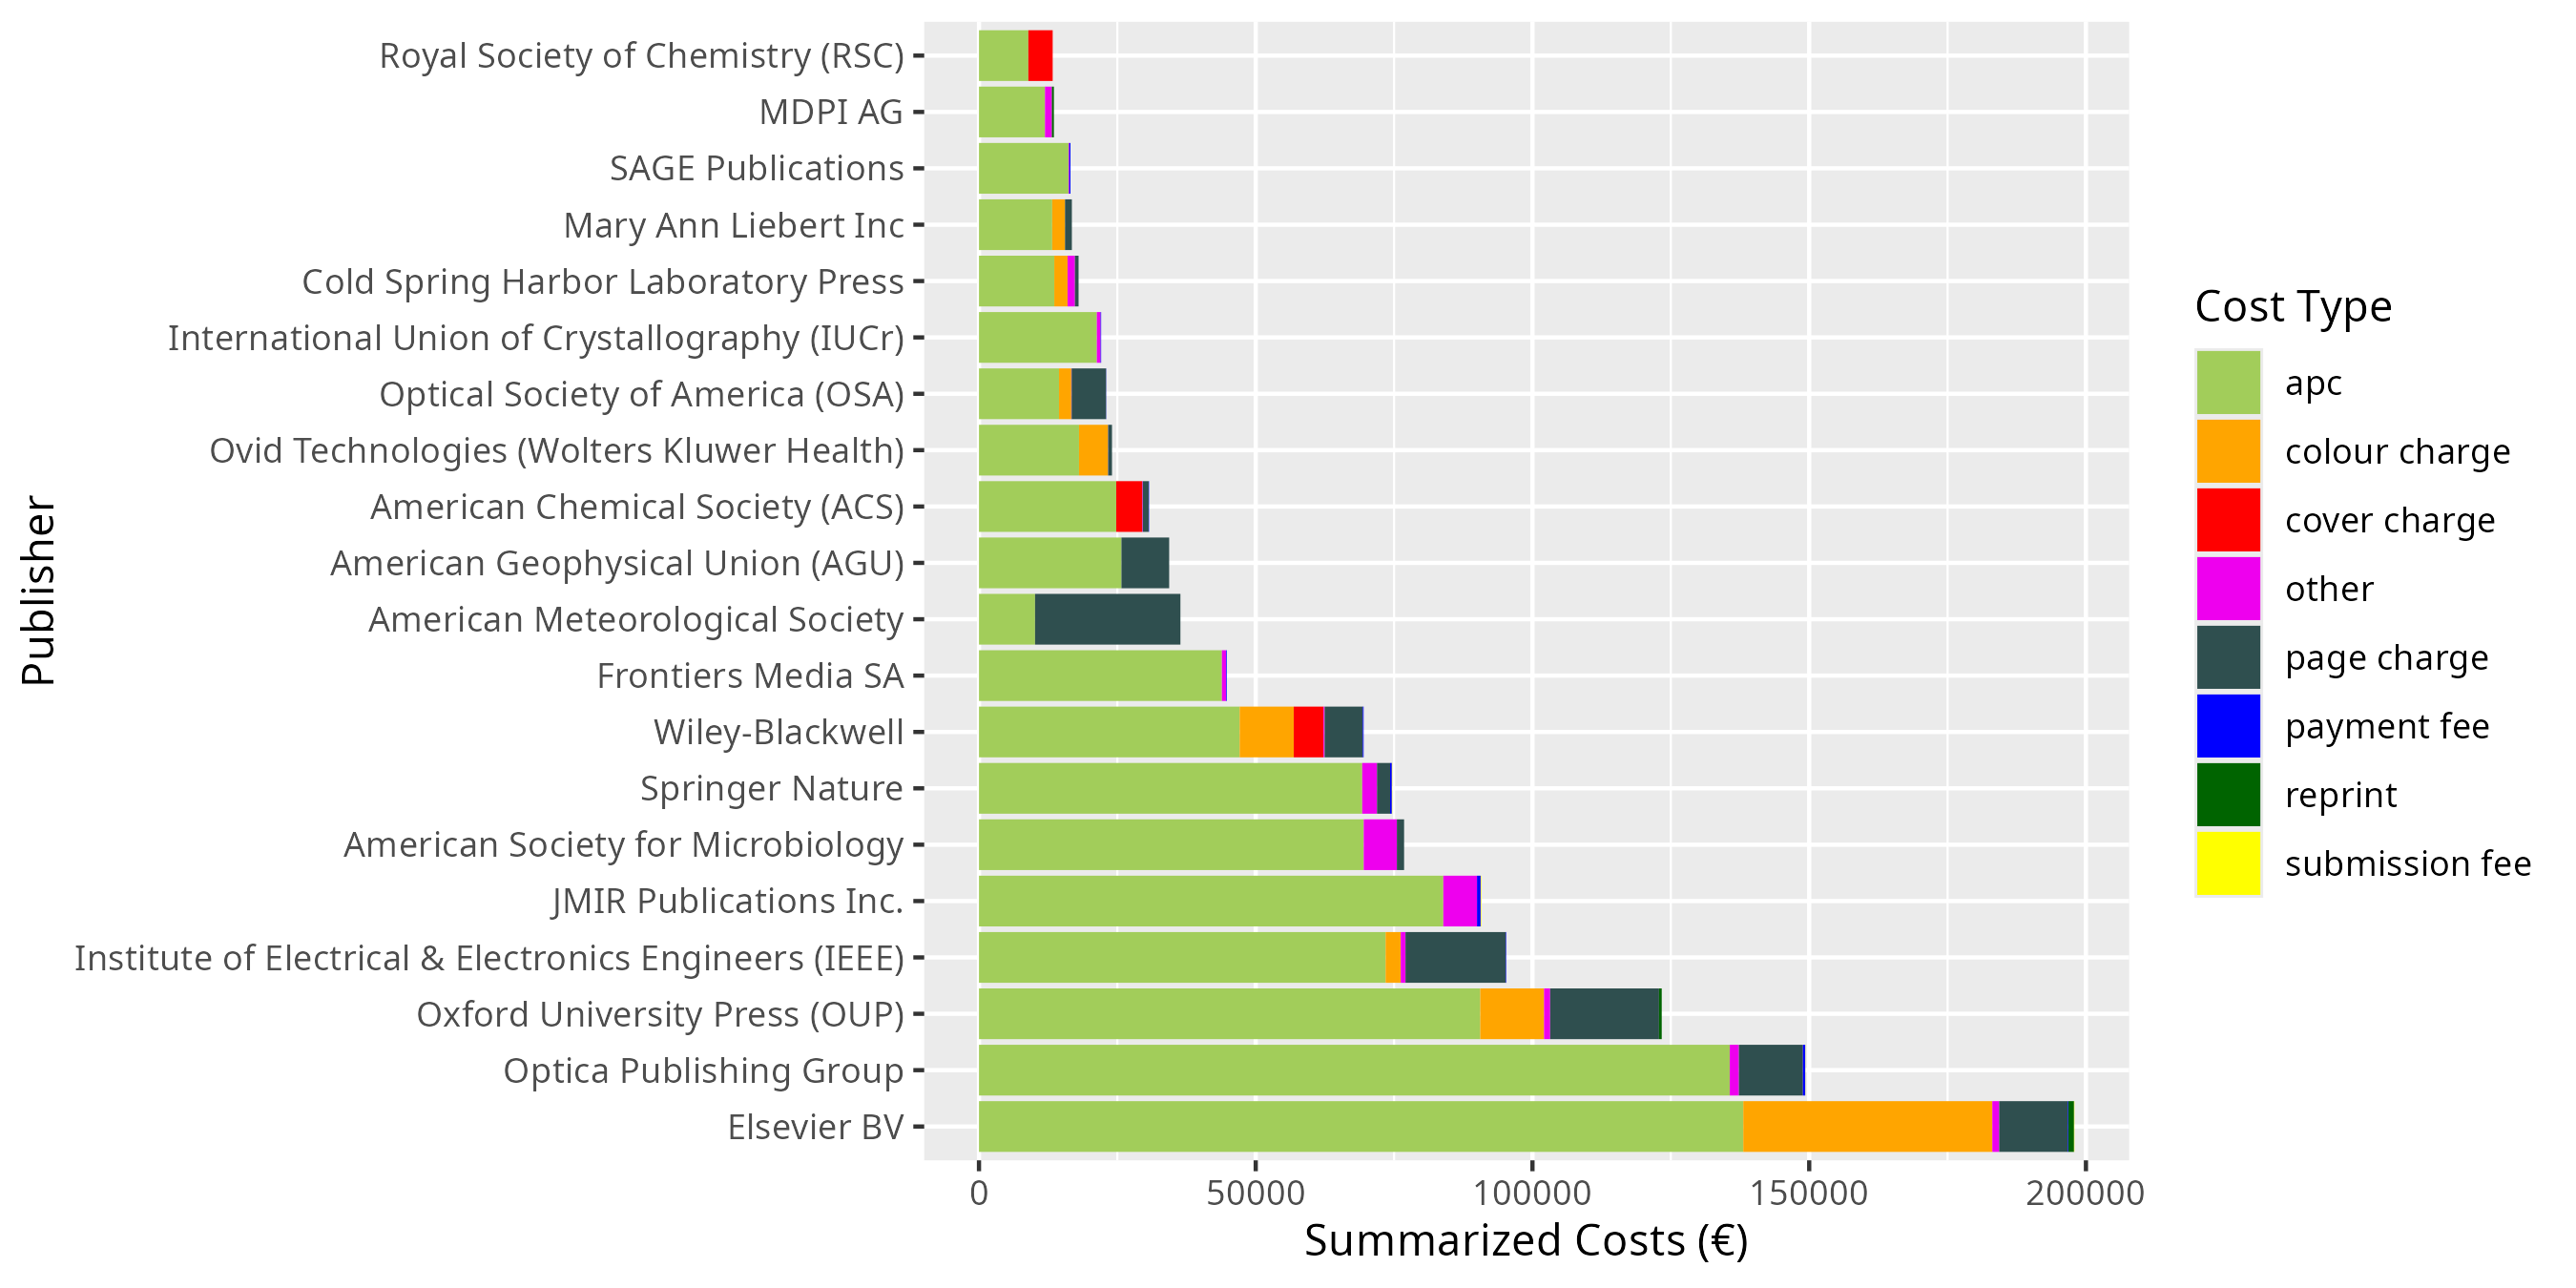 Royal Society of Chemistry (RSC)
MDPI AG
SAGE Publications
Mary Ann Liebert Inc
Cold Spring Harbor Laboratory Press
International Union of Crystallography (IUCr)
Optical Society of America (OSA)
Ovid Technologies (Wolters Kluwer Health)
American Chemical Society (ACS)
American Geophysical Union (AGU)
American Meteorological Society
Frontiers Media SA
Wiley-Blackwell
Springer Nature
American Society for Microbiology
JMIR Publications Inc.
Institute of Electrical & Electronics Engineers (IEEE)
Oxford University Press (OUP)
Optica Publishing Group
Elsevier BV
Publisher
0 50000 100000 150000 200000
Summarized Costs (€)
Cost Type
apc
colour charge
cover charge
other
page charge
payment fee
reprint
submission fee